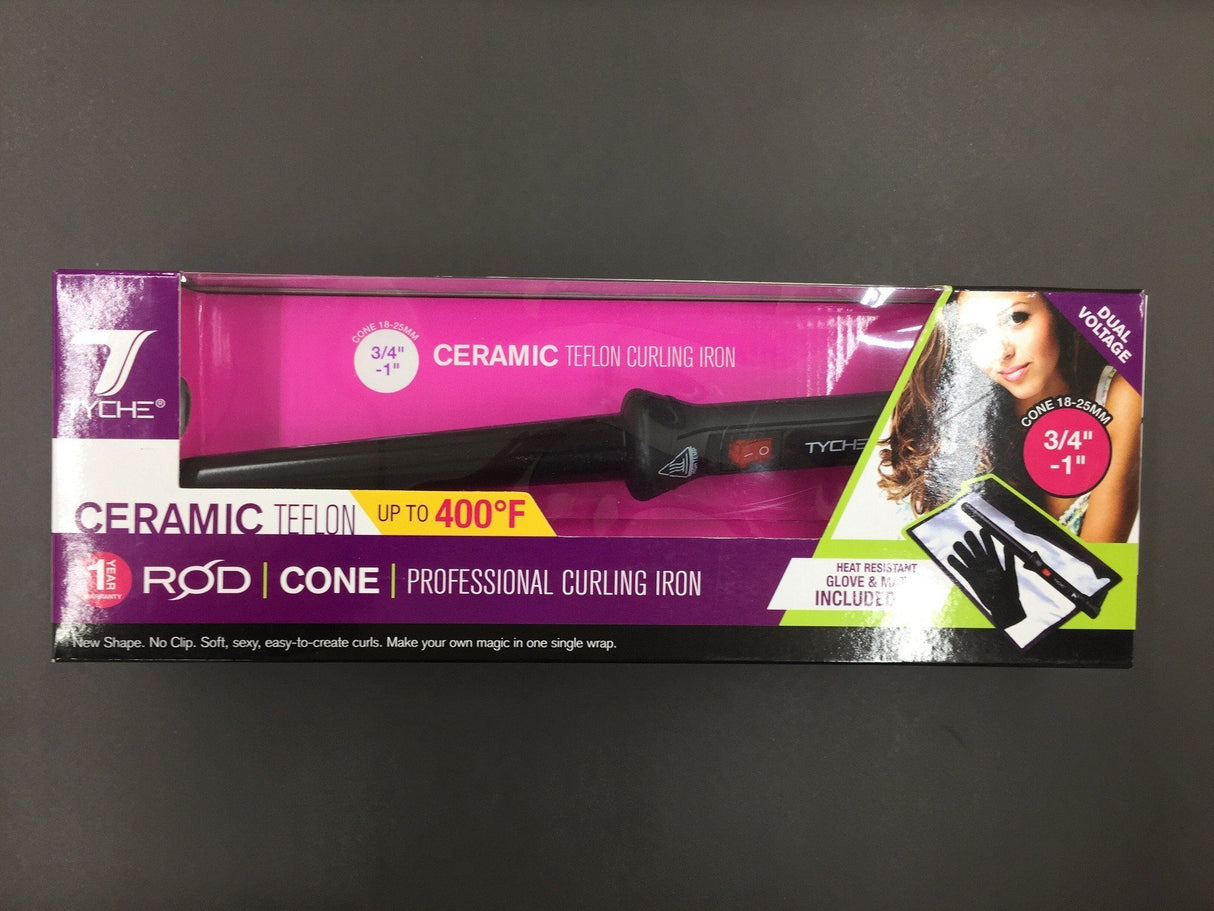 TYCHE®
CONE 18-25MM
3/4"
-1"
CERAMIC TEFLON CURLING IRON
DUAL
VOLTAGE
CONE 18-25MM
3/4"
-1"
TYCHE
CERAMIC TEFLON
UP TO 400°F
1 YEAR
WARRANTY
ROD | CONE | PROFESSIONAL CURLING IRON
HEAT RESISTANT
GLOVE &
INCLUDED
New Shape. No Clip. Soft, sexy, easy-to-create curls. Make your own magic in one single wrap.